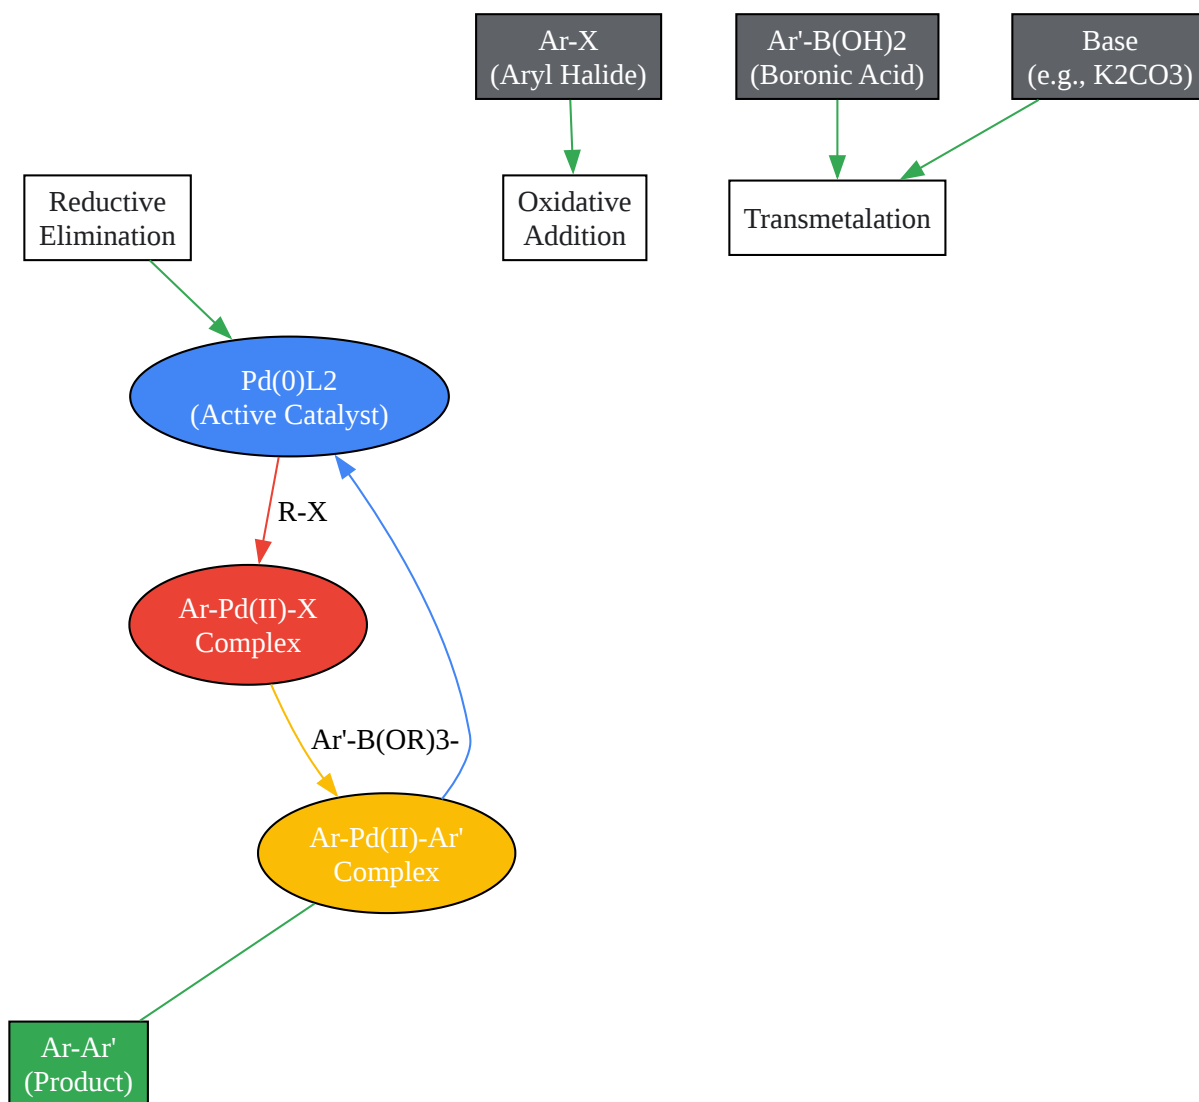 Ar-X
(Aryl Halide)
Ar'-B(OH)2
(Boronic Acid)
Base
(e.g., K2CO3)
Reductive
Elimination
Oxidative
Addition
Transmetalation
Pd(0)L2
(Active Catalyst)
R-X
Ar-Pd(II)-X
Complex
Ar'-B(OR)3-
Ar-Pd(II)-Ar'
Complex
Ar-Ar'
(Product)